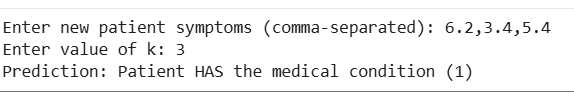 Enter new patient symptoms (comma-separated): 6.2,3.4,5.4
Enter value of k: 3
Prediction: Patient HAS the medical condition (1)